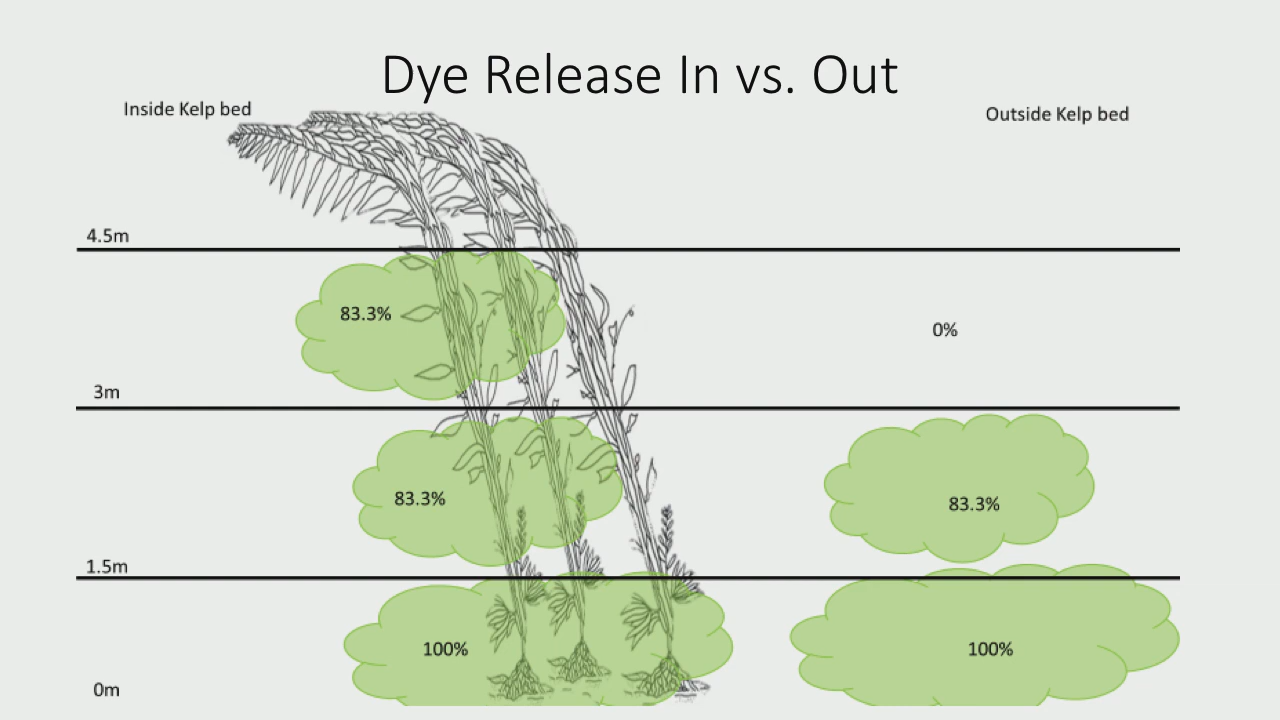 Dye Release In vs. Out
Inside Kelp bed
Outside Kelp bed
4.5m
83.3%
0%
3m
83.3%
83.3%
1.5m
100%
100%
0m